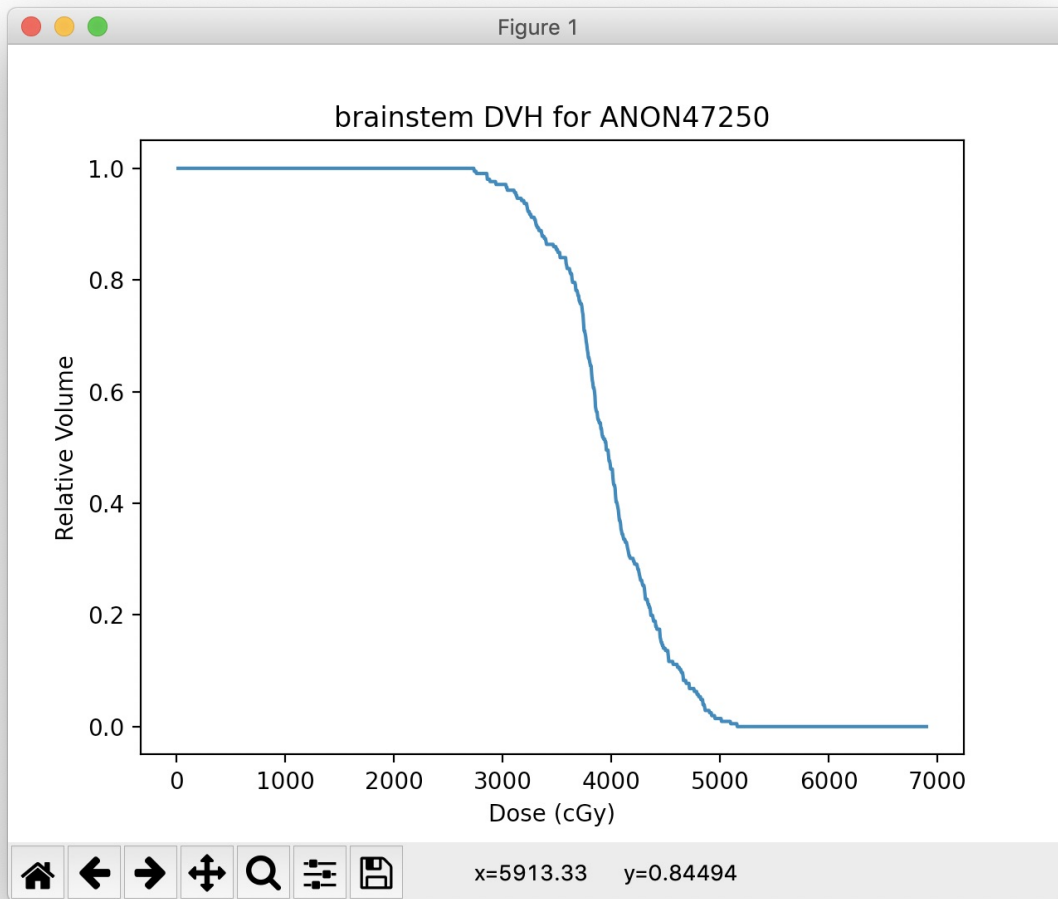 Figure 1
brainstem DVH for ANON47250
1.0
0.8
0.6
0.4
0.2
0.0
Relative Volume
0 1000 2000 3000 4000 5000 6000 7000
Dose (cGy)
x=5913.33 y=0.84494